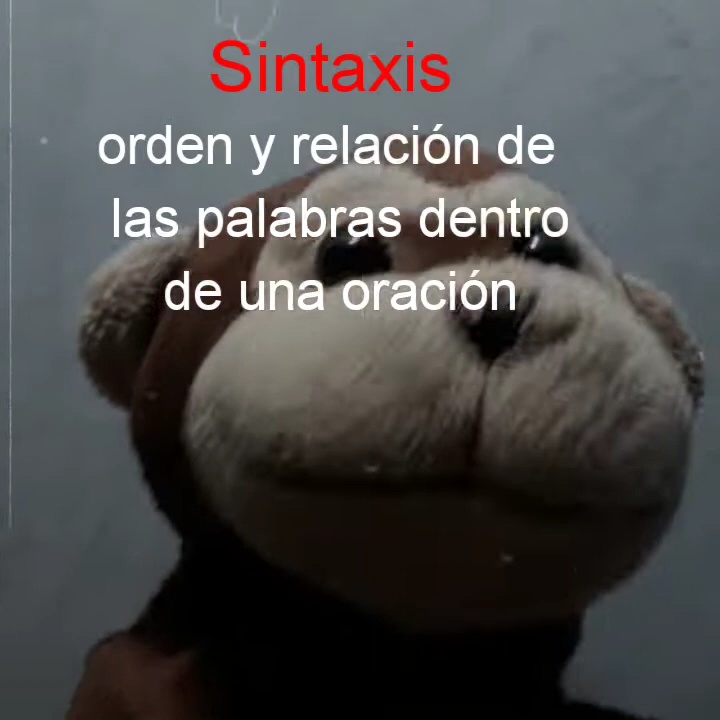 Sintaxis
orden y relación de
las palabras dentro
de una oración